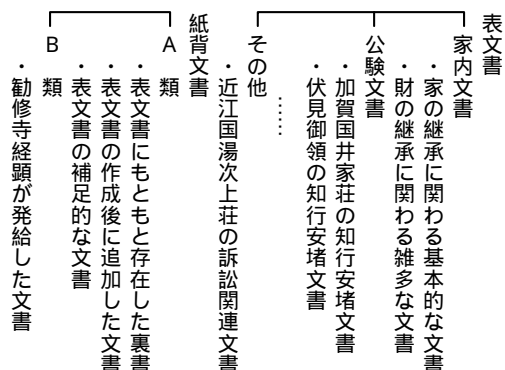 表文書
家内文書
・家の継承に関わる基本的な文書
・財の継承に関わる雑多な文書
公験文書
・加賀国井家荘の知行安堵文書
・伏見御領の知行安堵文書
……
その他
・近江国湯次上荘の訴訟関連文書
紙背文書
A 類
・表文書にもともと存在した裏書
・表文書の作成後に追加した文書
・表文書の補足的な文書
B 類
・勧修寺経顕が発給した文書